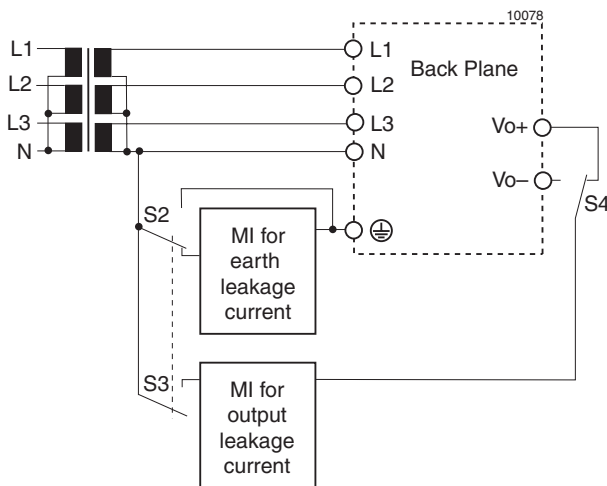 10078
L1
L1
Back Plane
L2
L2
L3
L3
Vo+
N
N
Vo–
S4
S2
MI for
earth
leakage
current
S3
MI for
output
leakage
current